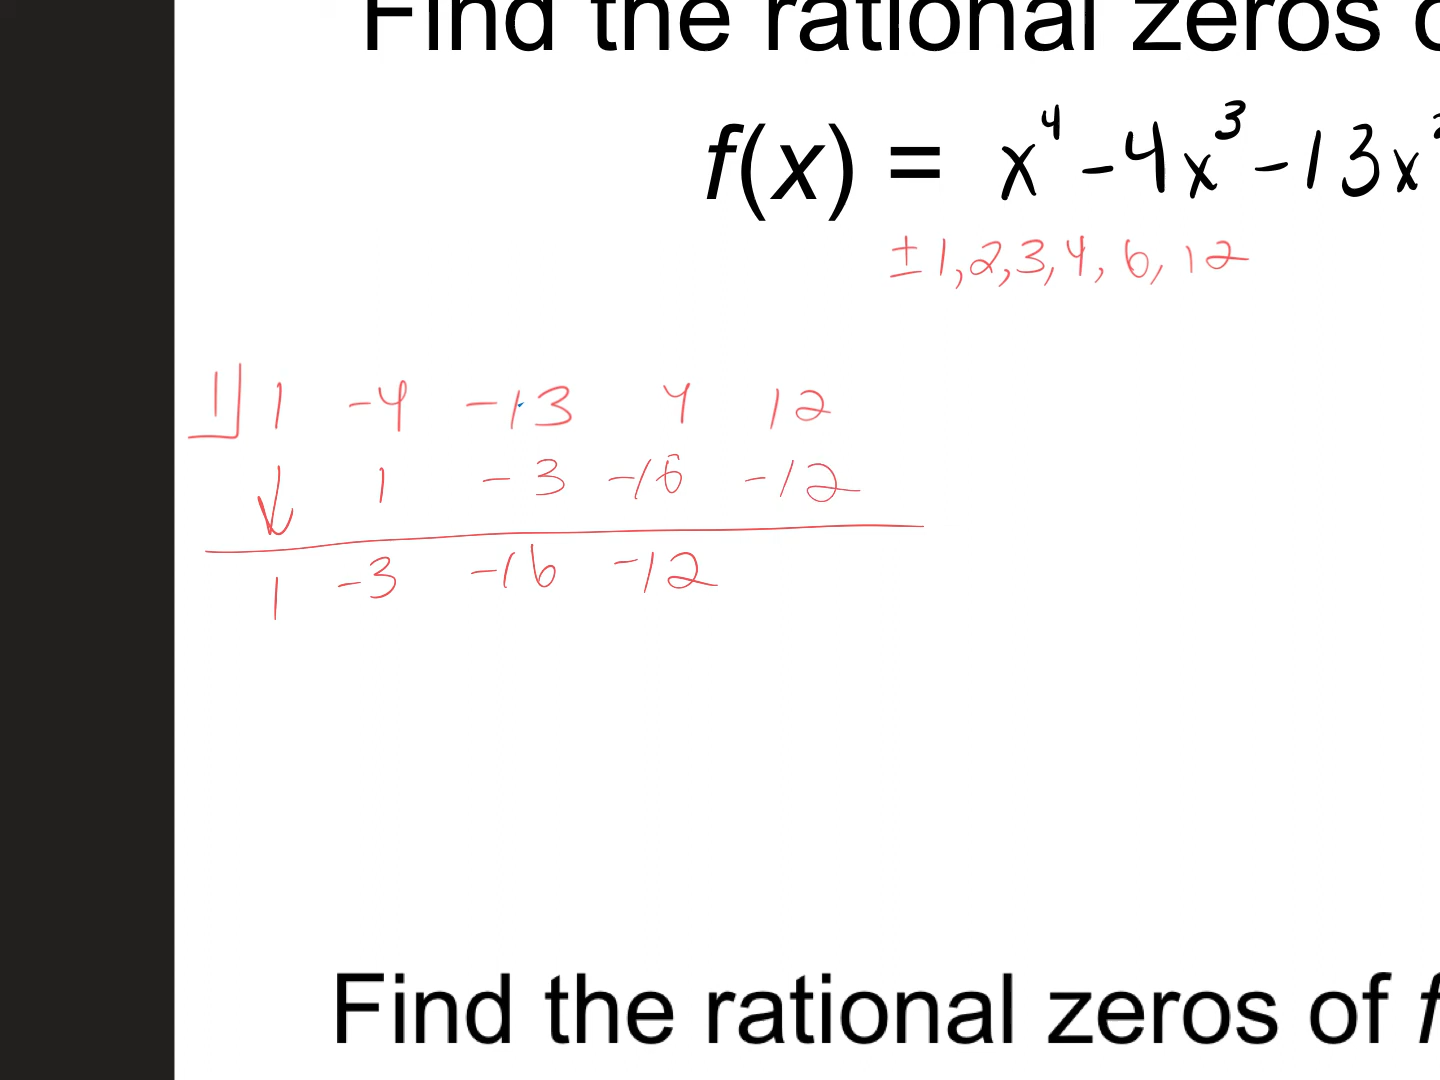 Find the rational zeros
f(x) = x⁴ - 4x³ - 13x
± 1, 2, 3, 4, 6, 12
1 1 -4 -13 4 12
1 -3 -16 -12
1 -3 -16 -12
Find the rational zeros of f